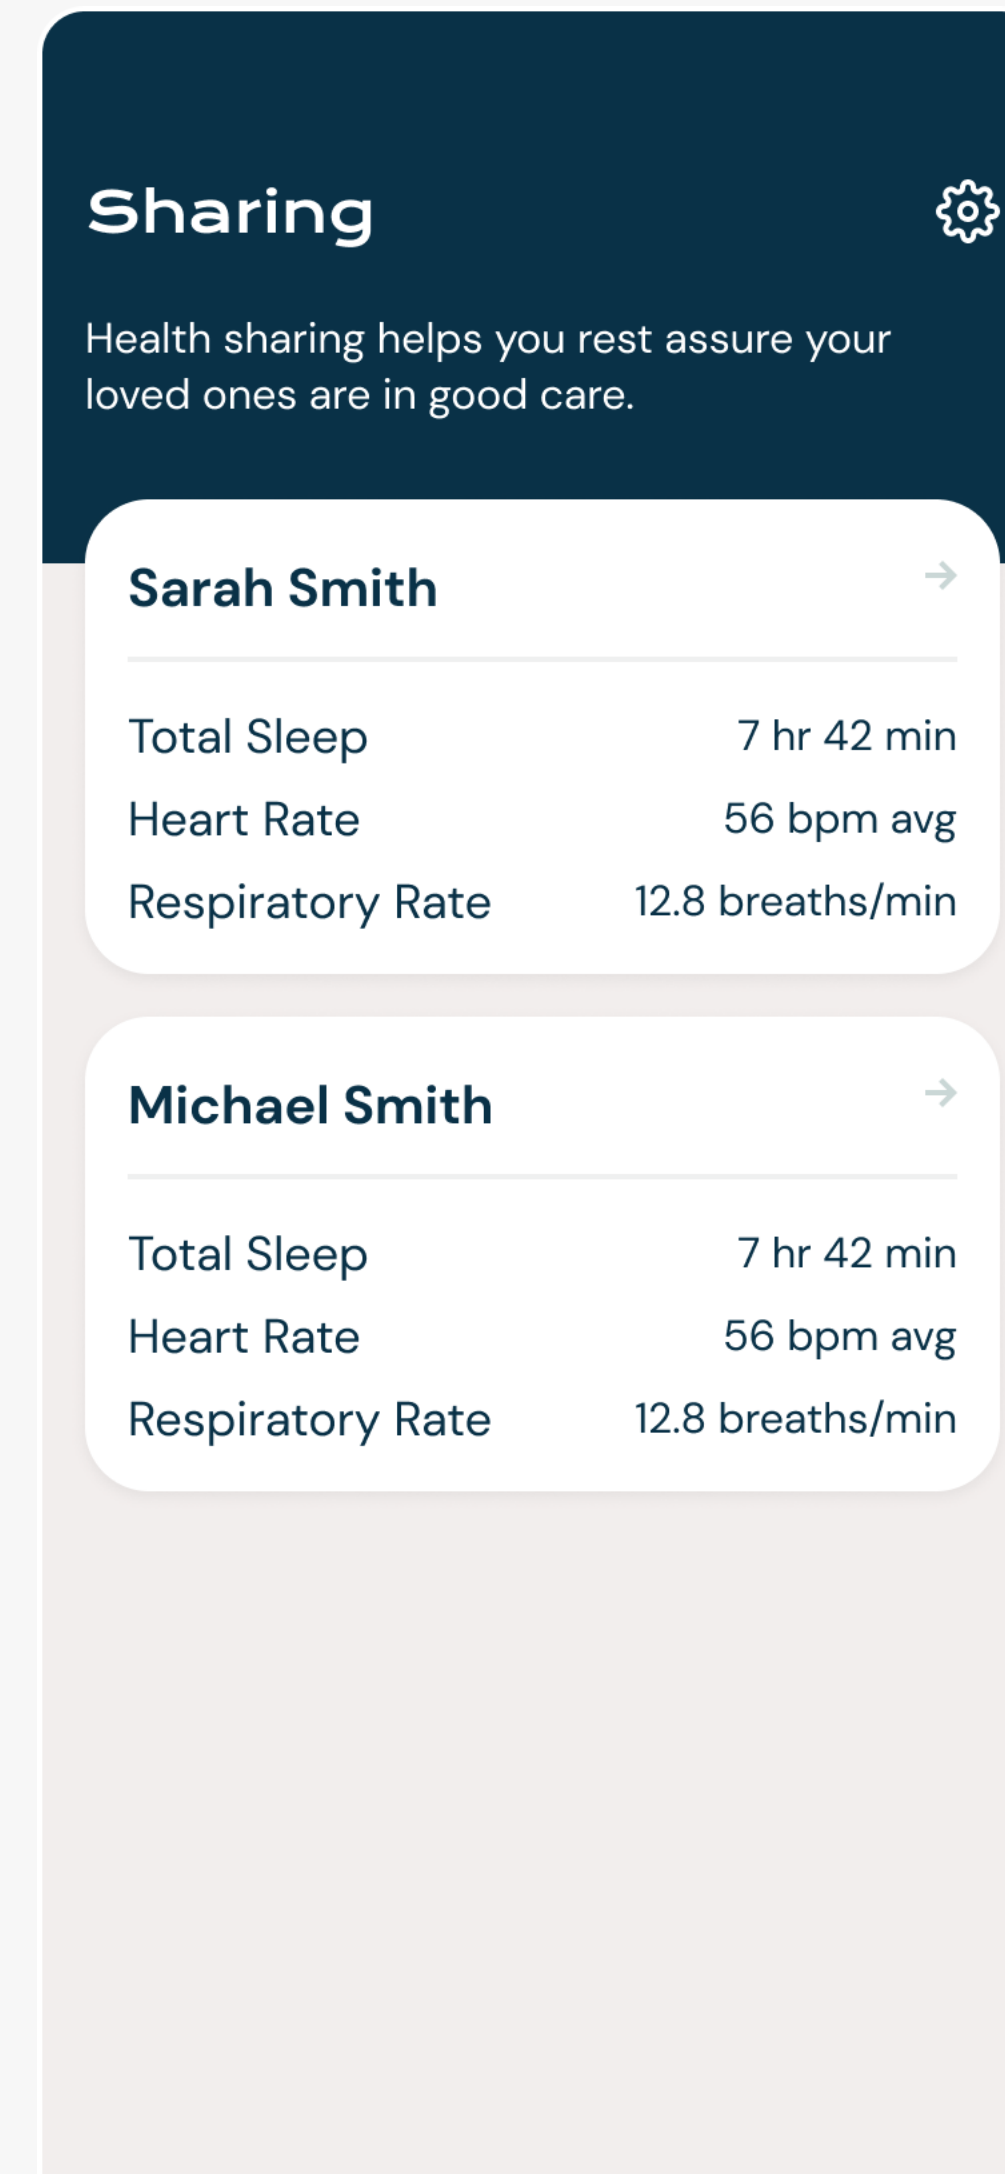 Sharing
Health sharing helps you rest assure your
loved ones are in good care.
Sarah Smith
Total Sleep 7 hr 42 min
Heart Rate 56 bpm avg
Respiratory Rate 12.8 breaths/min
Michael Smith
Total Sleep 7 hr 42 min
Heart Rate 56 bpm avg
Respiratory Rate 12.8 breaths/min